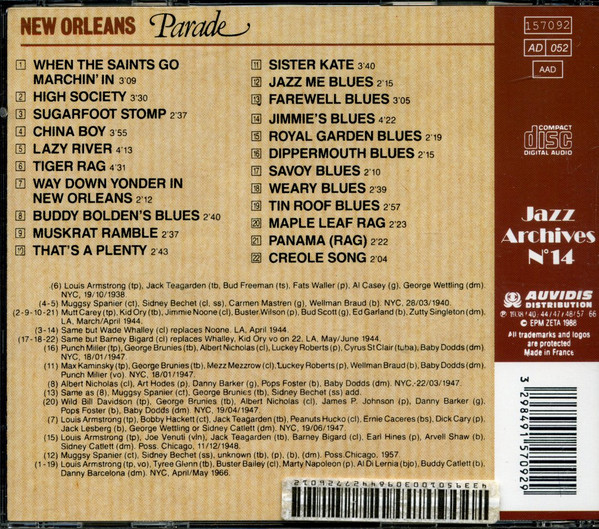 NEW ORLEANS Parade
1 WHEN THE SAINTS GO
MARCHIN' IN 3'09
2 HIGH SOCIETY 3'30
3 SUGARFOOT STOMP 2'37
4 CHINA BOY 3'55
5 LAZY RIVER 4'13
6 TIGER RAG 4'31
7 WAY DOWN YONDER IN
NEW ORLEANS 2'12
8 BUDDY BOLDEN'S BLUES 2'40
9 MUSKRAT RAMBLE 2'37
10 THAT'S A PLENTY 2'43
11 SISTER KATE 3'40
12 JAZZ ME BLUES 2'15
13 FAREWELL BLUES 3'05
14 JIMMIE'S BLUES 4'22
15 ROYAL GARDEN BLUES 2'19
16 DIPPERMOUTH BLUES 2'15
17 SAVOY BLUES 2'10
18 WEARY BLUES 2'39
19 TIN ROOF BLUES 2'57
20 MAPLE LEAF RAG 2'23
21 PANAMA (RAG) 2'22
22 CREOLE SONG 2'04
(6) Louis Armstrong (tp), Jack Teagarden (tb), Bud Freeman (ts), Fats Waller (p), Al Casey (g), George Wettling (dm).
NYC, 19/10/1938
(4-5) Muggsy Spanier (ct), Sidney Bechet (cl, ss), Carmen Mastren (g), Wellman Braud (b). NYC, 28/03/1940.
(2-9-10-21) Mutt Carey (tp), Kid Ory (tb), Jimmie Noone (cl), Buster Wilson (p), Bud Scott (g), Ed Garland (b), Zutty Singleton (dm).
LA, March/April 1944.
(3-14) Same but Wade Whalley (cl) replaces Noone. LA, April 1944.
(17-18-22) Same but Barney Bigard (cl) replaces Whalley, Kid Ory vo on 22. LA, May/June 1944.
(16) Punch Miller (tp), George Brunies (tb), Albert Nicholas (cl), Luckey Roberts (p), Cyrus St Clair (tuba), Baby Dodds (dm)
NYC, 18/01/1947.
(11) Max Kaminsky (tp), George Brunies (tb), Mezz Mezzrow (cl), Luckey Roberts (p), Wellman Braud (b), Baby Dodds
(dm), Punch Miller (vo), NYC, 18/01/1947.
(8) Albert Nicholas (cl), Art Hodes (p), Danny Barker (g), Pops Foster (b), Baby Dodds (dm). NYC, 22/03/1947.
(13) Same as (8), Muggsy Spanier (ct), George Brunies (tb), Sidney Bechet (ss) add.
(20) Wild Bill Davidson (tp), George Brunies (tb), Albert Nicholas (cl), James P. Johnson (p), Danny Barker (g),
Pops Foster (b), Baby Dodds (dm) NYC, 19/04/1947.
(7) Louis Armstrong (tp), Bobby Hackett (ct), Jack Teagarden (tb), Peanuts Hucko (cl), Ernie Caceres (bs), Dick Cary (p)
Jack Lesberg (b), George Wettling or Sidney Catlett (dm), NYC, 19/06/1947.
(15) Louis Armstrong (tp), Joe Venuti (vln), Jack Teagarden (tb), Barney Bigard (cl), Earl Hines (p), Arvell Shaw (b).
Sidney Catlett (dm). Poss. Chicago, 11/12/1948.
(12) Muggsy Spanier (ct), Sidney Bechet (ss), unknown (tb), (p), (b), (dm). Poss.Chicago, 1957.
(1-19) Louis Armstrong (tp, vo), Tyree Glenn (tb), Buster Bailey (cl), Marty Napoleon (p), Al Di Lernia (bjo), Buddy Catlett (b).
Danny Barcelona (dm). NYC, April/May 1966.
157092
AD 052
AAD
COMPACT
disc
DIGITAL AUDIO
Jazz
Archives
N°14
AUVIDIS
DISTRIBUTION
℗ 19.38/40/44/47/48/57.66
© EPM ZETA 1988
All trademarks and logos
are protected
Made in France
3 298491 570929